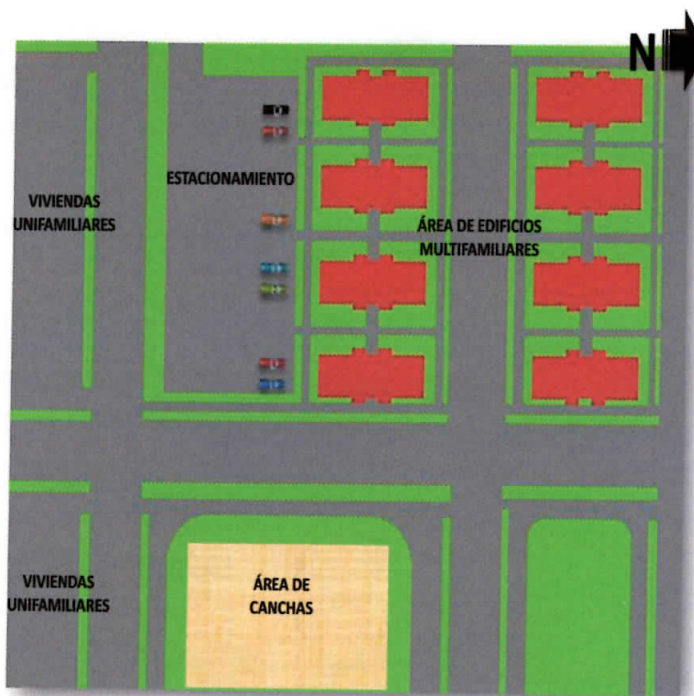 N
ESTACIONAMIENTO
VIVIENDAS
UNIFAMILIARES
ÁREA DE EDIFICIOS
MULTIFAMILIARES
VIVIENDAS
UNIFAMILIARES
ÁREA DE
CANCHAS